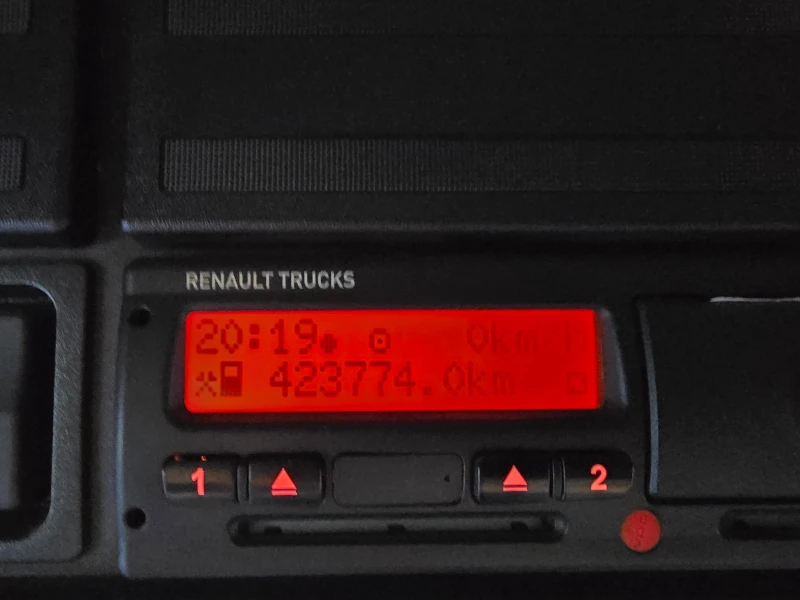 RENAULT TRUCKS
20:19 0km/h
423774.0km
1 2